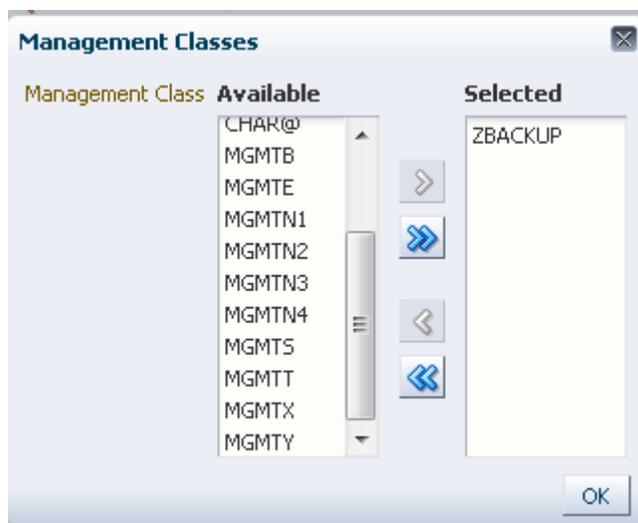 Management Classes
Management Class
Available
CHAR@
MGMTB
MGMTE
MGMTN1
MGMTN2
MGMTN3
MGMTN4
MGMTS
MGMTT
MGMTX
MGMTY
Selected
ZBACKUP
OK